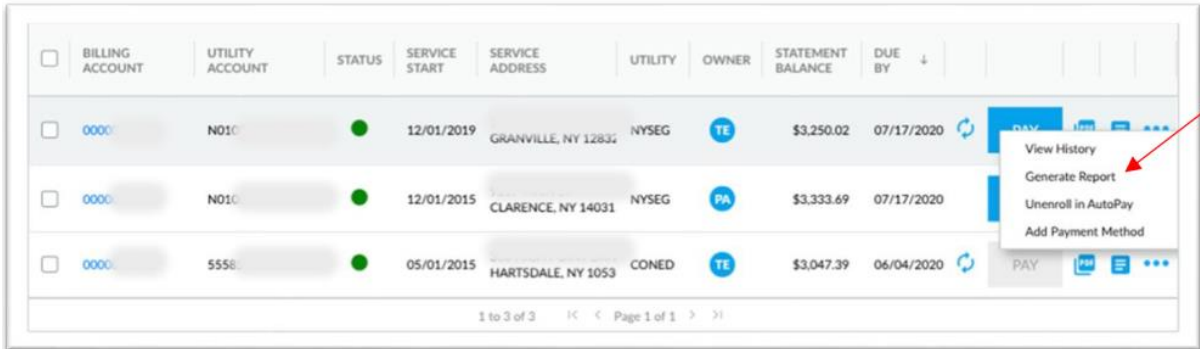 BILLING ACCOUNT UTILITY ACCOUNT STATUS SERVICE START SERVICE ADDRESS UTILITY OWNER STATEMENT BALANCE DUE BY ↓
0000 N010 12/01/2019 GRANVILLE, NY 12832 NYSEG TE $3,250.02 07/17/2020 PAY
View History
Generate Report
Unenroll in AutoPay
Add Payment Method
0000 N010 12/01/2015 CLARENCE, NY 14031 NYSEG PA $3,333.69 07/17/2020
0000 5558 05/01/2015 HARTSDALE, NY 1053 CONED TE $3,047.39 06/04/2020 PAY PDF
1 to 3 of 3 Page 1 of 1